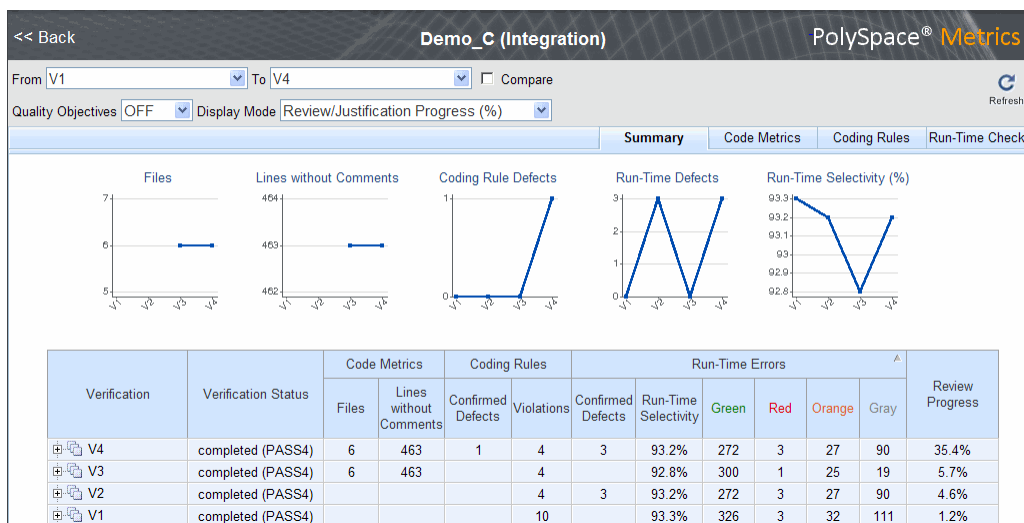 << Back
Demo_C (Integration)
PolySpace® Metrics
From V1 To V4 Compare
Refresh
Quality Objectives OFF Display Mode Review/Justification Progress (%)
Summary Code Metrics Coding Rules Run-Time Check
Files
7
6
5
V1 V2 V3 V4
Lines without Comments
464
463
462
V1 V2 V3 V4
Coding Rule Defects
1
0
V1 V2 V3 V4
Run-Time Defects
3
2
1
0
V1 V2 V3 V4
Run-Time Selectivity (%)
93.3
93.2
93.1
93
92.9
92.8
V1 V2 V3 V4
Verification Verification Status Code Metrics Coding Rules Run-Time Errors Review Progress
Files Lines without Comments Confirmed Defects Violations Confirmed Defects Run-Time Selectivity Green Red Orange Gray
V4 completed (PASS4) 6 463 1 4 3 93.2% 272 3 27 90 35.4%
V3 completed (PASS4) 6 463 4 92.8% 300 1 25 19 5.7%
V2 completed (PASS4) 4 3 93.2% 272 3 27 90 4.6%
V1 completed (PASS4) 10 93.3% 326 3 32 111 1.2%